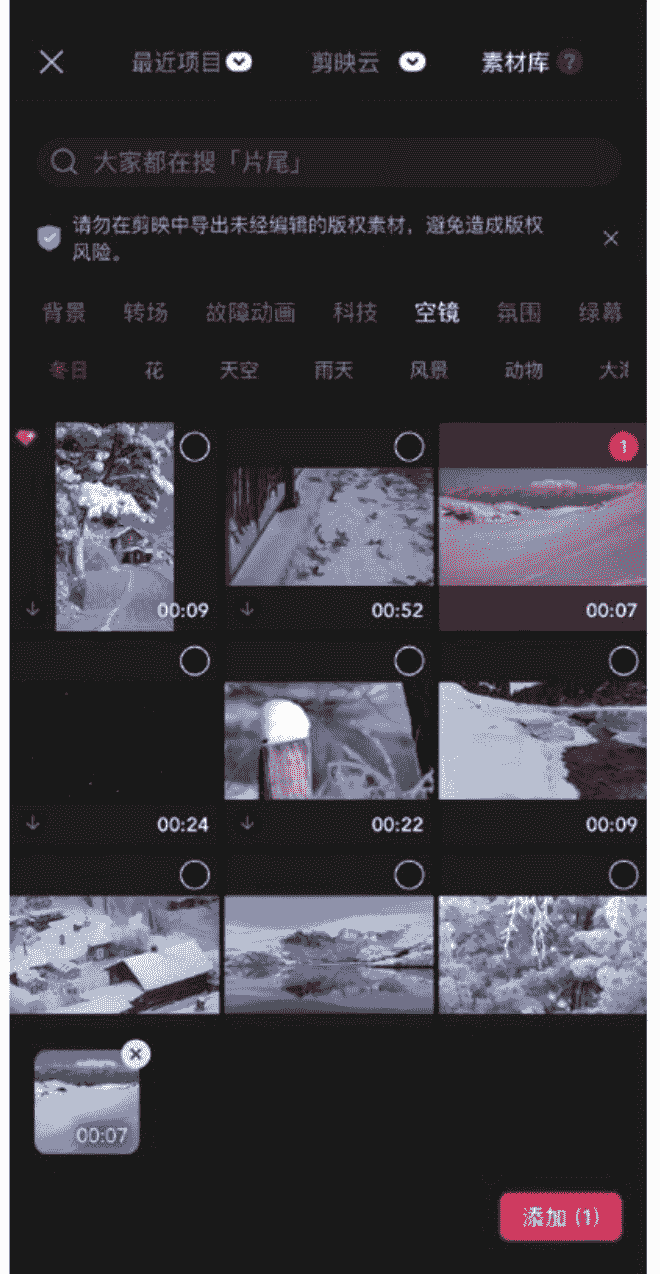 最近项目 剪映云 素材库 ?
大家都在搜「片尾」
请勿在剪映中导出未经编辑的版权素材，避免造成版权
风险。
背景 转场 故障动画 科技 空镜 氛围 绿幕
冬日 花 天空 雨天 风景 动物 大海
1
00:09 00:52 00:07
00:24 00:22 00:09
00:07
添加 (1)